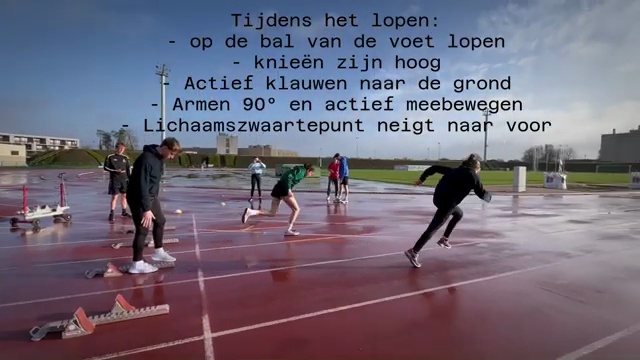 Tijdens het lopen:
- op de bal van de voet lopen
- knieën zijn hoog
- Actief klauwen naar de grond
- Armen 90° en actief meebewegen
- Lichaamszwaartepunt neigt naar voor